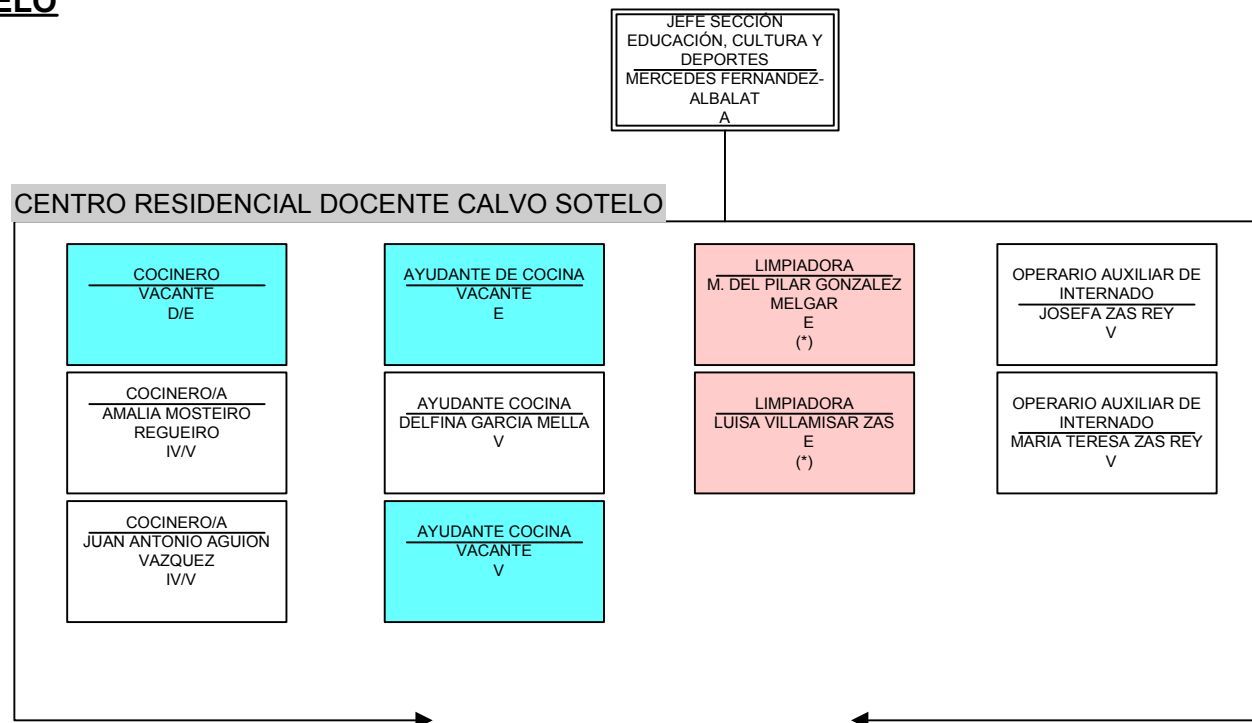 ELO
JEFE SECCIÓN
EDUCACIÓN, CULTURA Y
DEPORTES
MERCEDES FERNANDEZ-
ALBALAT
A
CENTRO RESIDENCIAL DOCENTE CALVO SOTELO
COCINERO
VACANTE
D/E
AYUDANTE DE COCINA
VACANTE
E
LIMPIADORA
M. DEL PILAR GONZALEZ
MELGAR
E
(*)
OPERARIO AUXILIAR DE
INTERNADO
JOSEFA ZAS REY
V
COCINERO/A
AMALIA MOSTEIRO
REGUEIRO
IV/V
AYUDANTE COCINA
DELFINA GARCIA MELLA
V
LIMPIADORA
LUISA VILLAMISAR ZAS
E
(*)
OPERARIO AUXILIAR DE
INTERNADO
MARIA TERESA ZAS REY
V
COCINERO/A
JUAN ANTONIO AGUION
VAZQUEZ
IV/V
AYUDANTE COCINA
VACANTE
V